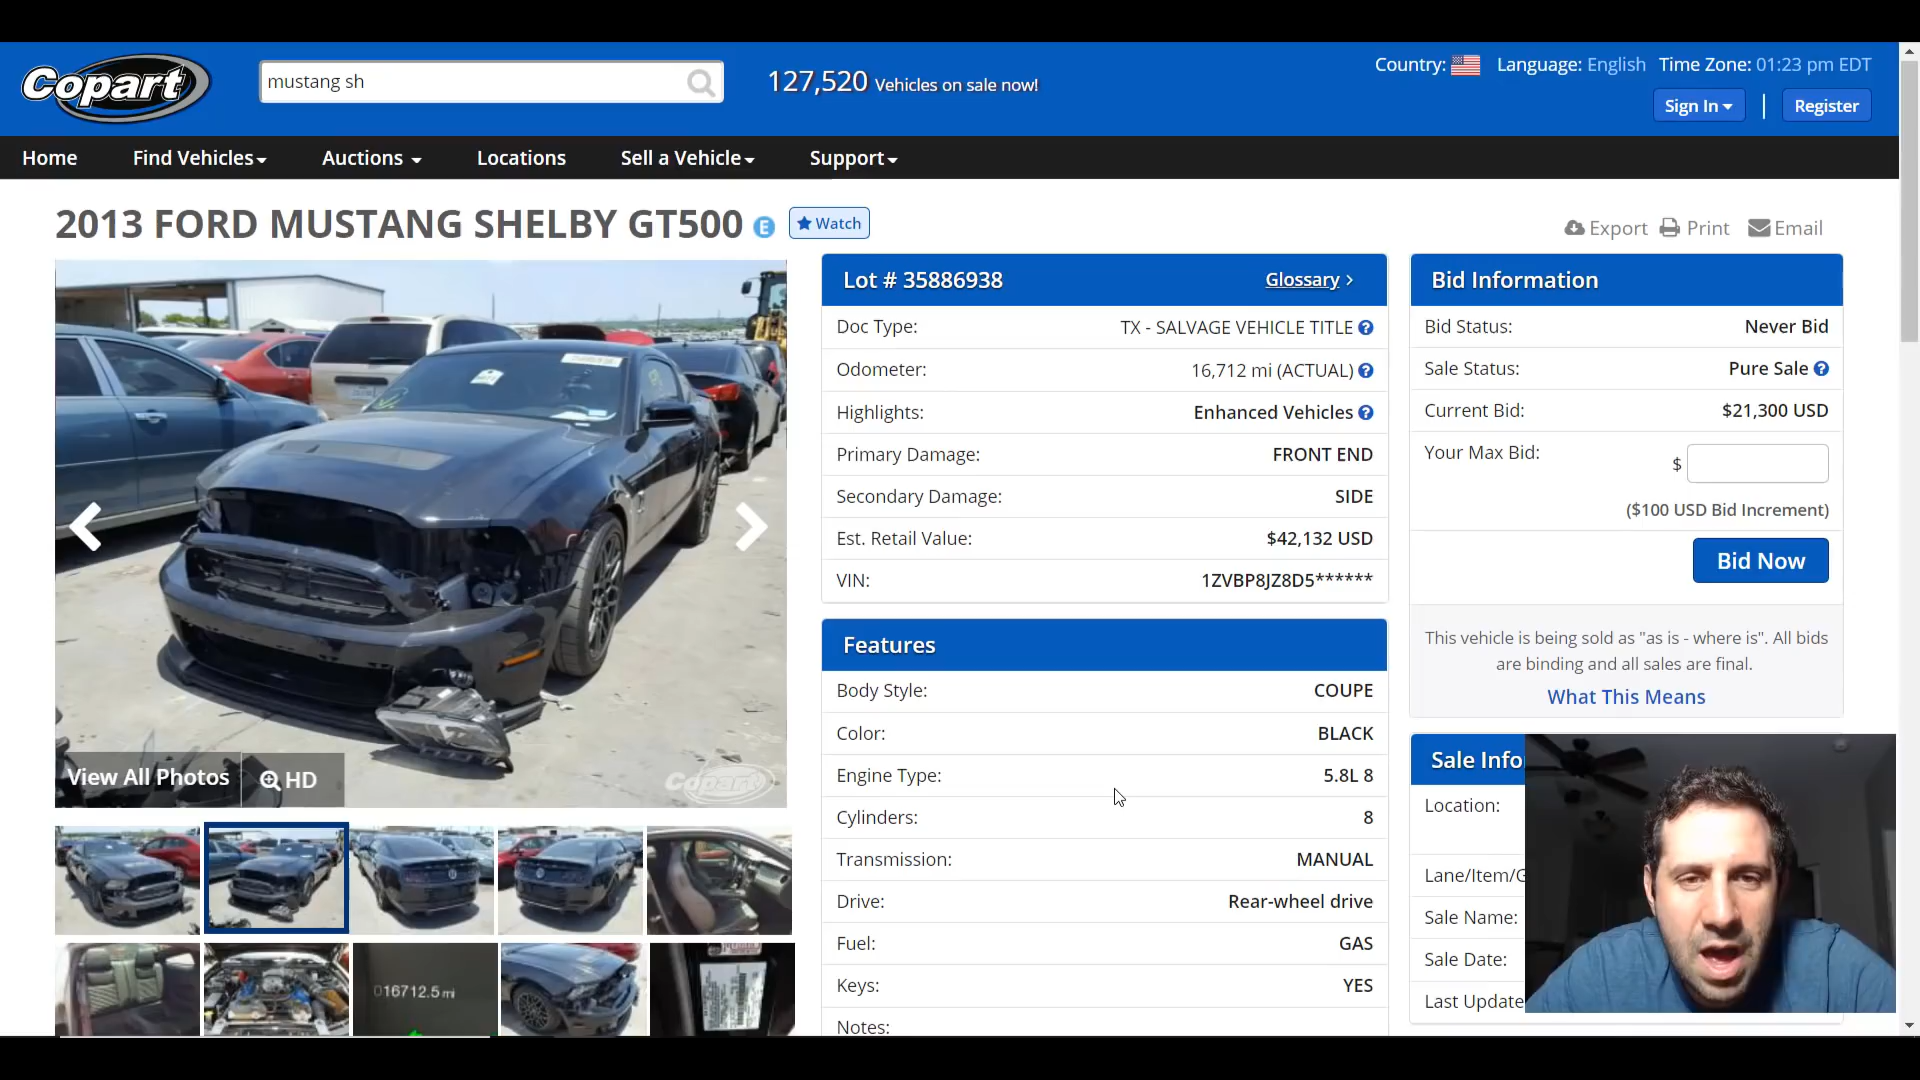 Copart
mustang sh
127,520 Vehicles on sale now!
Country:
Language: English
Time Zone: 01:23 pm EDT
Sign In
Register
Home
Find Vehicles
Auctions
Locations
Sell a Vehicle
Support
2013 FORD MUSTANG SHELBY GT500 E
Watch
Export
Print
Email
View All Photos
HD
Copart
016712.5 mi
Lot # 35886938
Glossary
Doc Type: TX - SALVAGE VEHICLE TITLE ?
Odometer: 16,712 mi (ACTUAL) ?
Highlights: Enhanced Vehicles ?
Primary Damage: FRONT END
Secondary Damage: SIDE
Est. Retail Value: $42,132 USD
VIN: 1ZVBP8JZ8D5******
Features
Body Style: COUPE
Color: BLACK
Engine Type: 5.8L 8
Cylinders: 8
Transmission: MANUAL
Drive: Rear-wheel drive
Fuel: GAS
Keys: YES
Notes:
Bid Information
Bid Status: Never Bid
Sale Status: Pure Sale ?
Current Bid: $21,300 USD
Your Max Bid: $
($100 USD Bid Increment)
Bid Now
This vehicle is being sold as "as is - where is". All bids
are binding and all sales are final.
What This Means
Sale Info
Location:
Lane/Item/G
Sale Name:
Sale Date:
Last Update